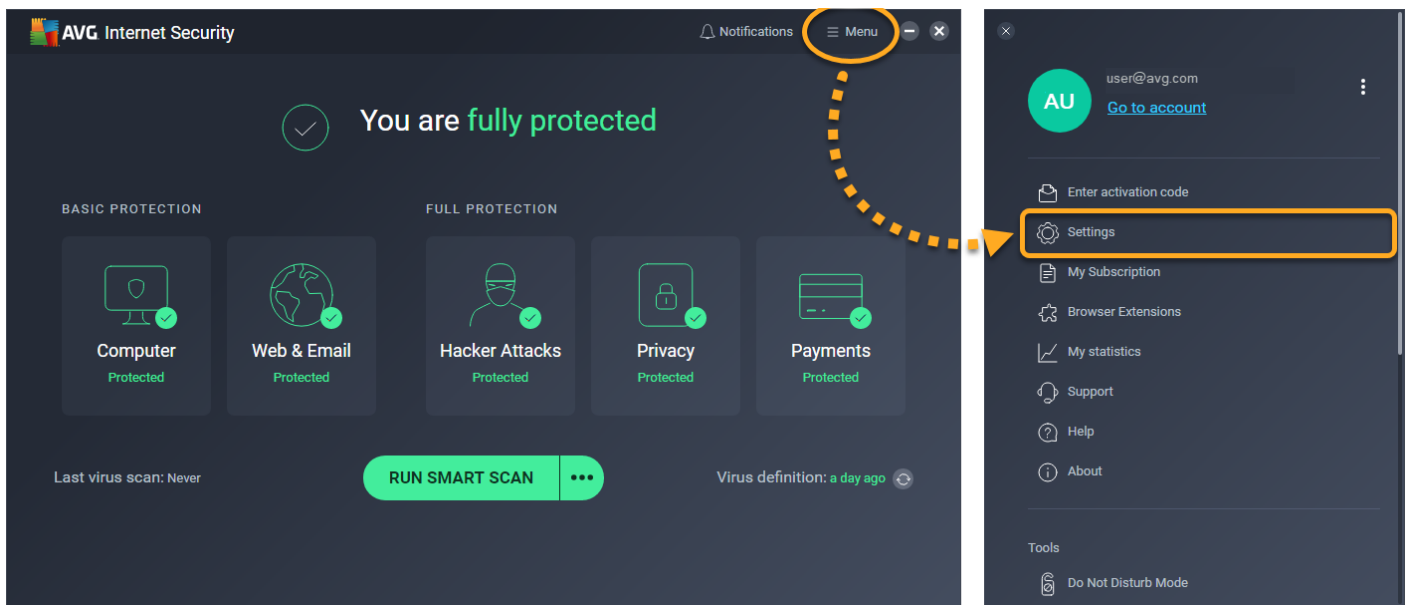 AVG Internet Security
Notifications
Menu
You are fully protected
BASIC PROTECTION
FULL PROTECTION
Computer
Protected
Web & Email
Protected
Hacker Attacks
Protected
Privacy
Protected
Payments
Protected
Last virus scan: Never
RUN SMART SCAN
Virus definition: a day ago
AU
user@avg.com
Go to account
Enter activation code
Settings
My Subscription
Browser Extensions
My statistics
Support
Help
About
Tools
Do Not Disturb Mode